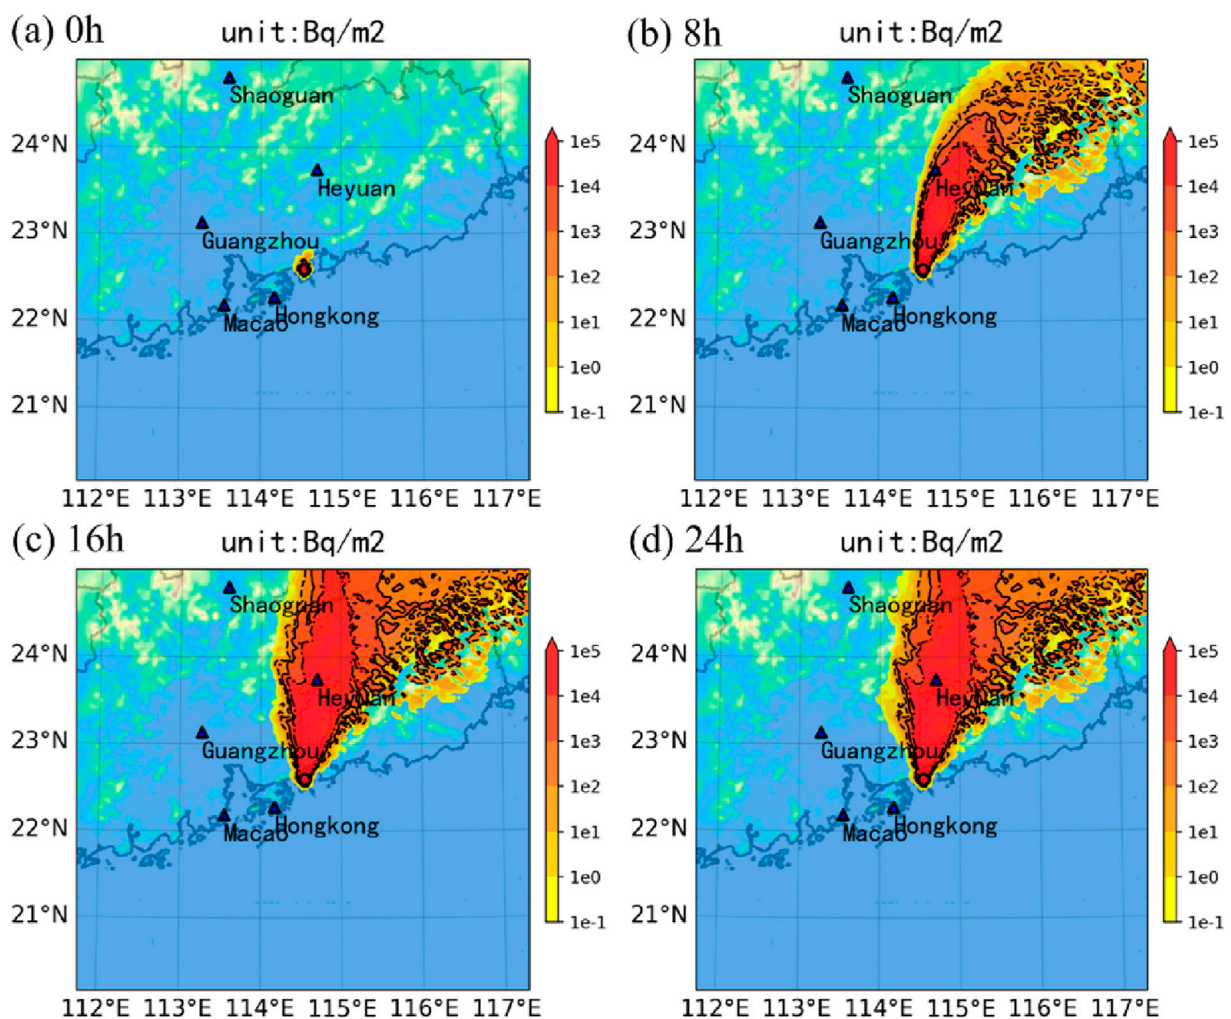 (a) 0h unit:Bq/m2
Shaoguan
24°N
Heyuan
23°N
Guangzhou
22°N
Macao
Hongkong
21°N
112°E 113°E 114°E 115°E 116°E 117°E
1e5
1e4
1e3
1e2
1e1
1e0
1e-1
(b) 8h unit:Bq/m2
Shaoguan
24°N
Heyuan
23°N
Guangzhou
22°N
Macao
Hongkong
21°N
112°E 113°E 114°E 115°E 116°E 117°E
1e5
1e4
1e3
1e2
1e1
1e0
1e-1
(c) 16h unit:Bq/m2
Shaoguan
24°N
Heyuan
23°N
Guangzhou
22°N
Macao
Hongkong
21°N
112°E 113°E 114°E 115°E 116°E 117°E
1e5
1e4
1e3
1e2
1e1
1e0
1e-1
(d) 24h unit:Bq/m2
Shaoguan
24°N
Heyuan
23°N
Guangzhou
22°N
Macao
Hongkong
21°N
112°E 113°E 114°E 115°E 116°E 117°E
1e5
1e4
1e3
1e2
1e1
1e0
1e-1